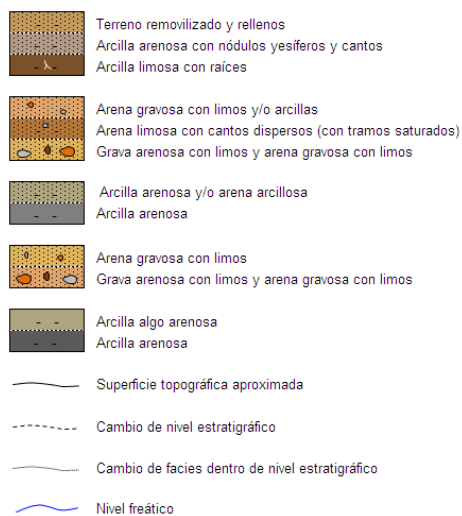 Terreno removilizado y rellenos
Arcilla arenosa con nódulos yesíferos y cantos
Arcilla limosa con raíces
Arena gravosa con limos y/o arcillas
Arena limosa con cantos dispersos (con tramos saturados)
Grava arenosa con limos y arena gravosa con limos
Arcilla arenosa y/o arena arcillosa
Arcilla arenosa
Arena gravosa con limos
Grava arenosa con limos y arena gravosa con limos
Arcilla algo arenosa
Arcilla arenosa
Superficie topográfica aproximada
Cambio de nivel estratigráfico
Cambio de facies dentro de nivel estratigráfico
Nivel freático